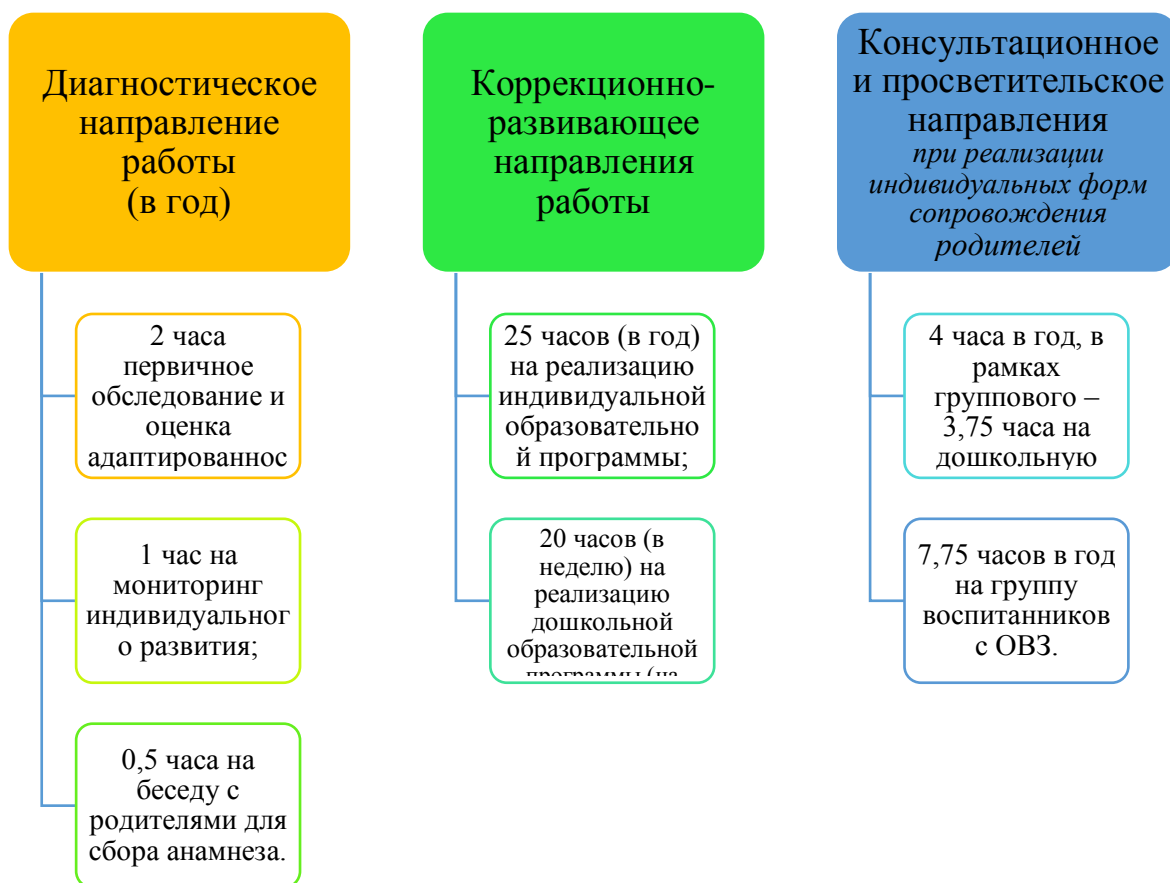 Диагностическое
направление
работы
(в год)
2 часа
первичное
обследование и
оценка
адаптированнос
1 час на
мониторинг
индивидуальног
о развития;
0,5 часа на
беседу с
родителями для
сбора анамнеза.
Коррекционно-
развивающее
направления
работы
25 часов (в год)
на реализацию
индивидуальной
образовательно
й программы;
20 часов (в
неделю) на
реализацию
дошкольной
образовательной
программы (на
Консультационное
и просветительское
направления
при реализации
индивидуальных форм
сопровождения
родителей
4 часа в год, в
рамках
группового –
3,75 часа на
дошкольную
7,75 часов в год
на группу
воспитанников
с ОВЗ.